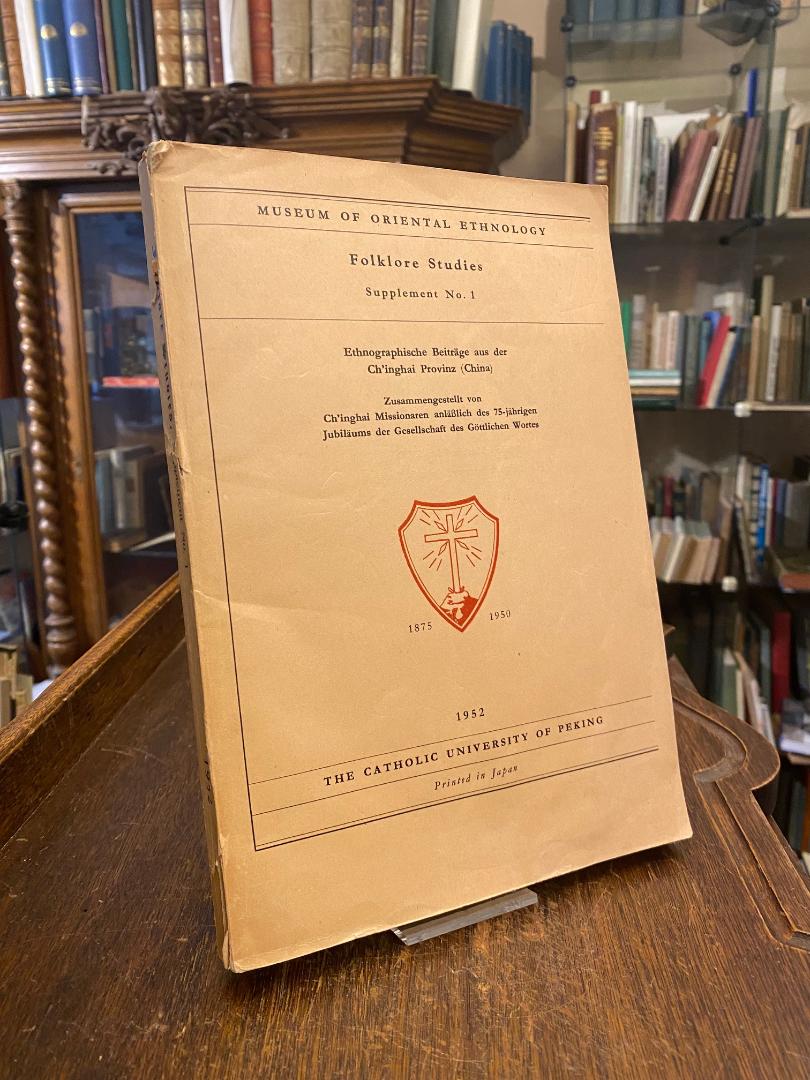 MUSEUM OF ORIENTAL ETHNOLOGY
Folklore Studies
Supplement No. 1
Ethnographische Beiträge aus der
Ch'inghai Provinz (China)
Zusammengestellt von
Ch'inghai Missionaren anläßlich des 75-jährigen
Jubiläums der Gesellschaft des Göttlichen Wortes
1875 1950
1952
THE CATHOLIC UNIVERSITY OF PEKING
Printed in Japan